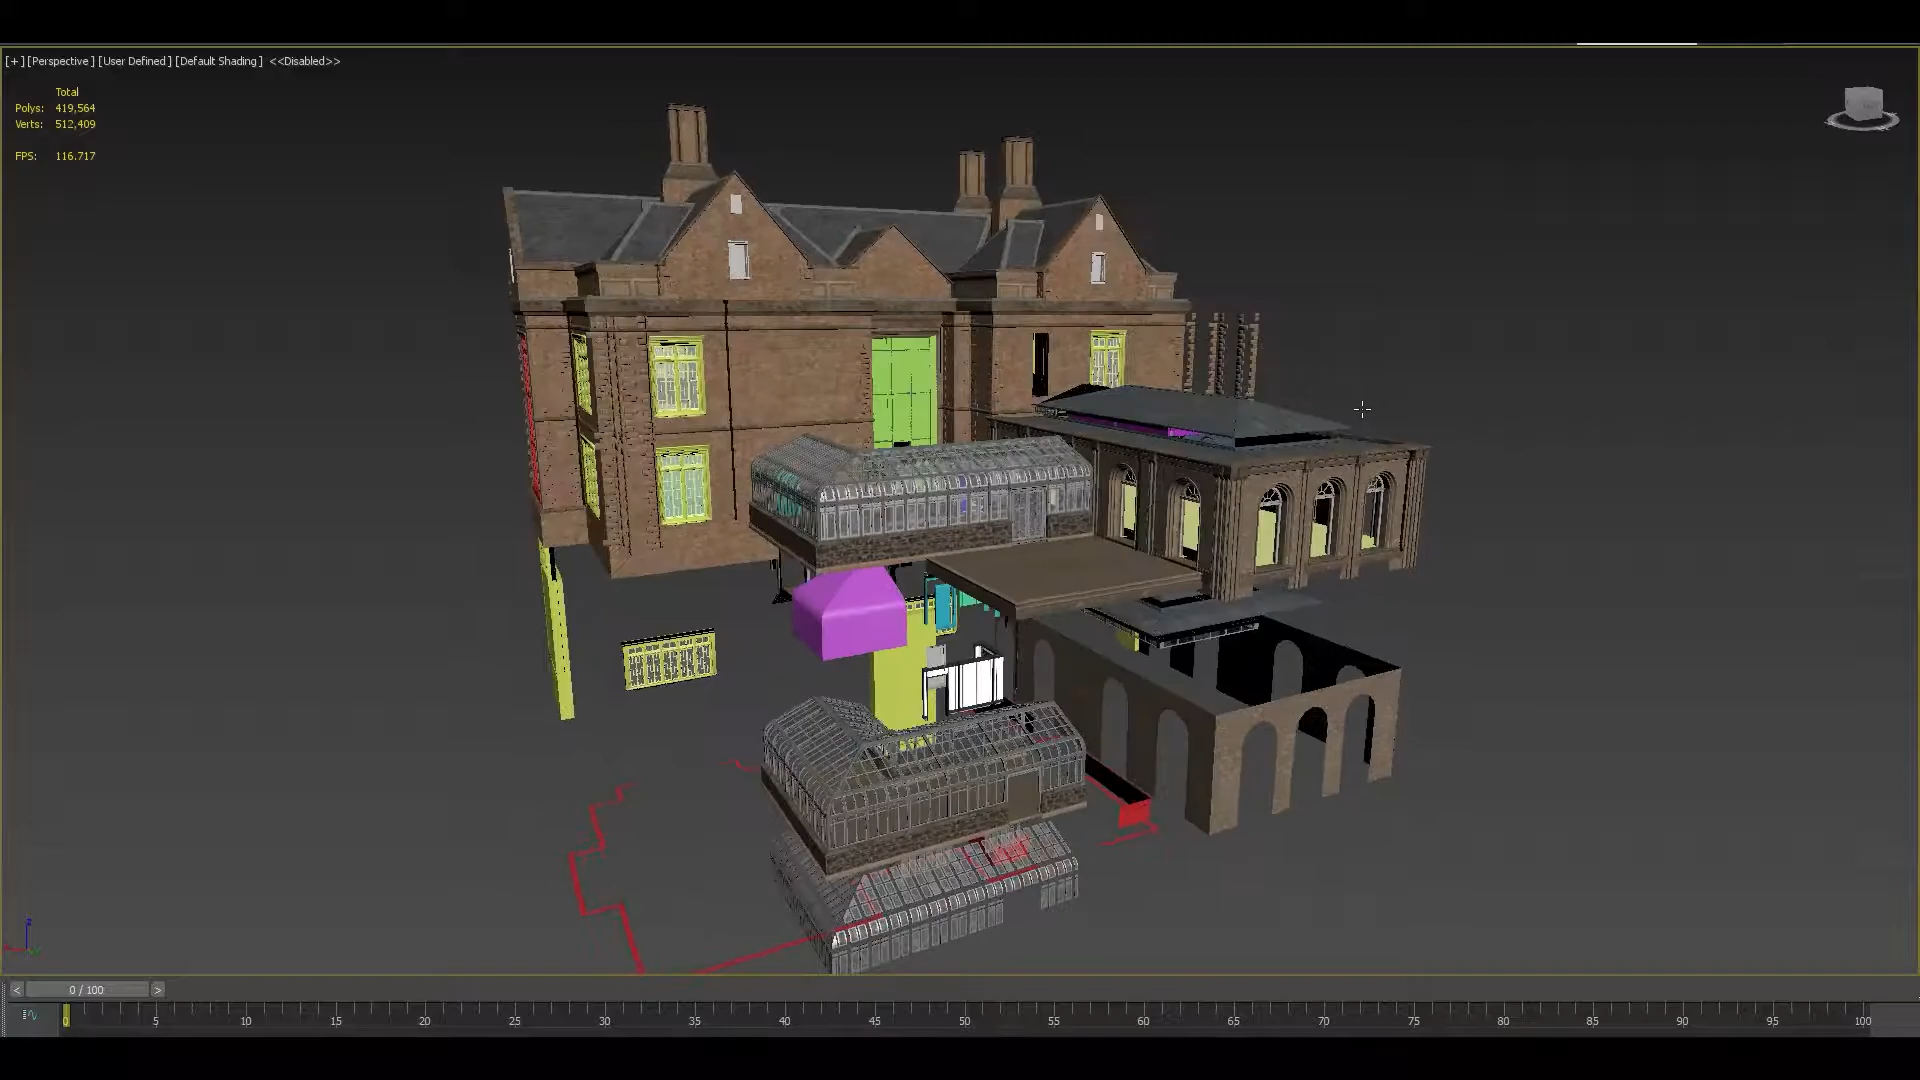 [+] [Perspective] [User Defined] [Default Shading] <<Disabled>>
Total
Polys: 419,564
Verts: 512,409
FPS: 116.717
z
< 0 / 100 >
0 5 10 15 20 25 30 35 40 45 50 55 60 65 70 75 80 85 90 95 100